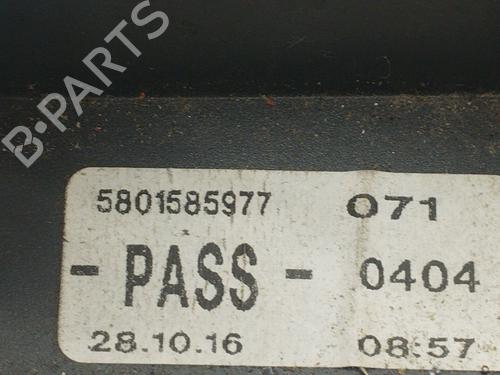 B-PARTS
5801585977 071
- PASS - 0404
28.10.16 08:57